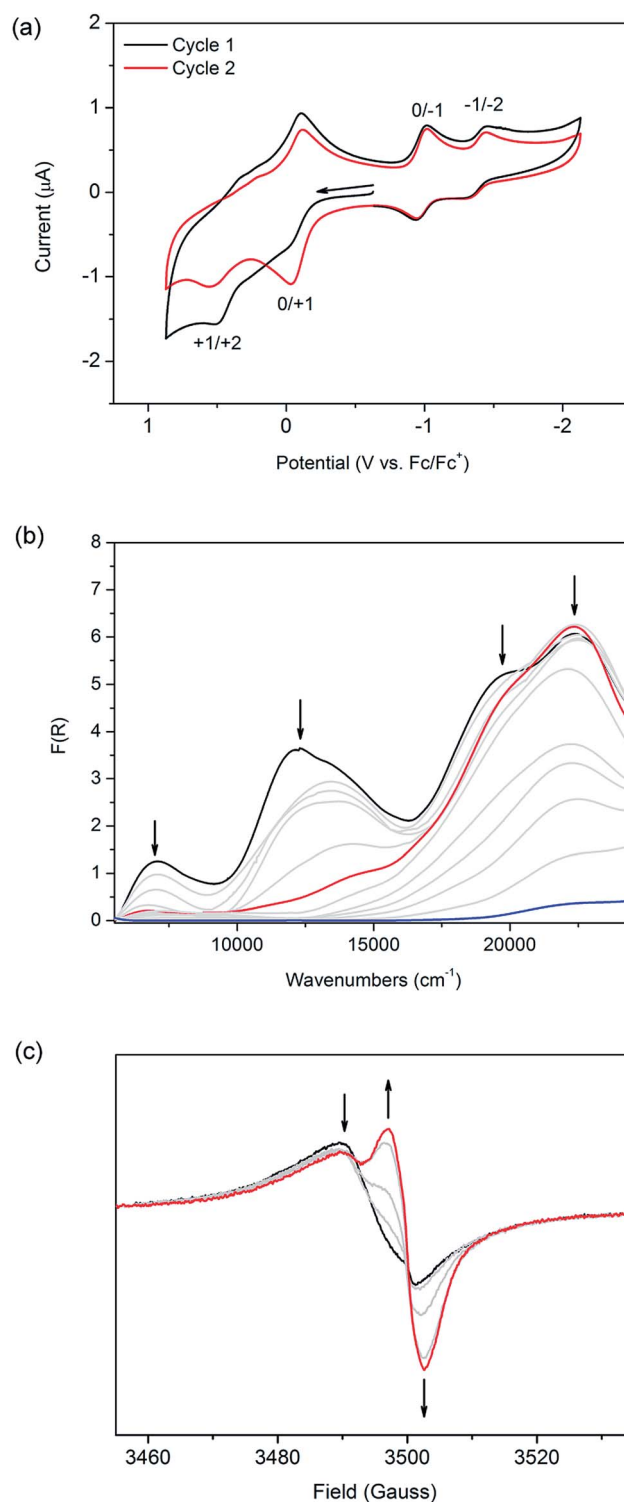 (a)
2
1
0
-1
-2
Current (μA)
Cycle 1
Cycle 2
0/-1
-1/-2
0/+1
+1/+2
1
0
-1
-2
Potential (V vs. Fc/Fc⁺)
(b)
8
7
6
5
4
3
2
1
0
F(R)
10000
15000
20000
Wavenumbers (cm⁻¹)
(c)
3460
3480
3500
3520
Field (Gauss)